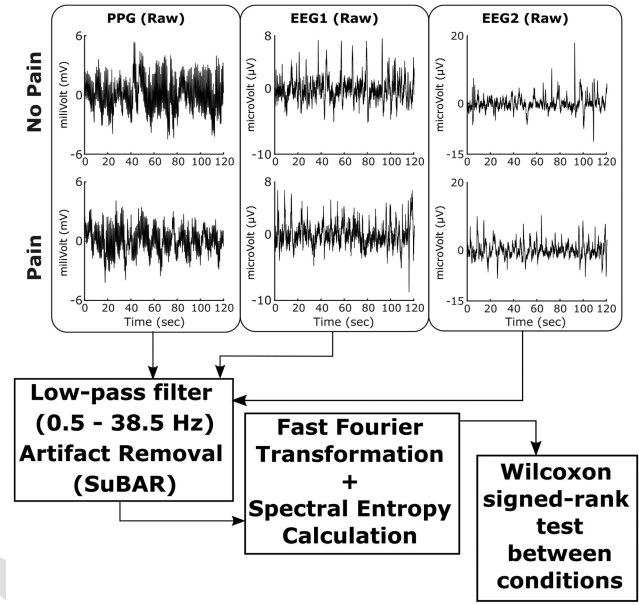 PPG (Raw)
EEG1 (Raw)
EEG2 (Raw)
No Pain
miliVolt (mV)
6
0
-6
0 20 40 60 80 100 120
microVolt (µV)
8
0
-10
0 20 40 60 80 100 120
microVolt (µV)
20
0
-15
0 20 40 60 80 100 120
Pain
miliVolt (mV)
6
0
-6
0 20 40 60 80 100 120
Time (sec)
microVolt (µV)
8
0
-10
0 20 40 60 80 100 120
Time (sec)
microVolt (µV)
20
0
-15
0 20 40 60 80 100 120
Time (sec)
Low-pass filter
(0.5 - 38.5 Hz)
Artifact Removal
(SuBAR)
Fast Fourier
Transformation
+
Spectral Entropy
Calculation
Wilcoxon
signed-rank
test
between
conditions